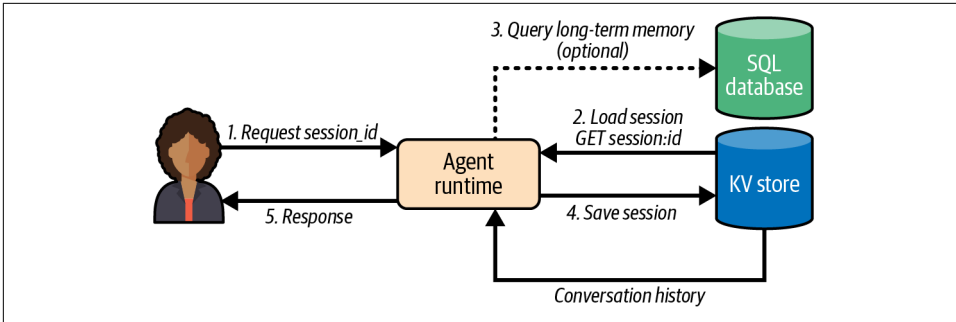 3. Query long-term memory
(optional)
SQL
database
1. Request session_id
2. Load session
GET session:id
Agent
runtime
KV store
5. Response
4. Save session
Conversation history